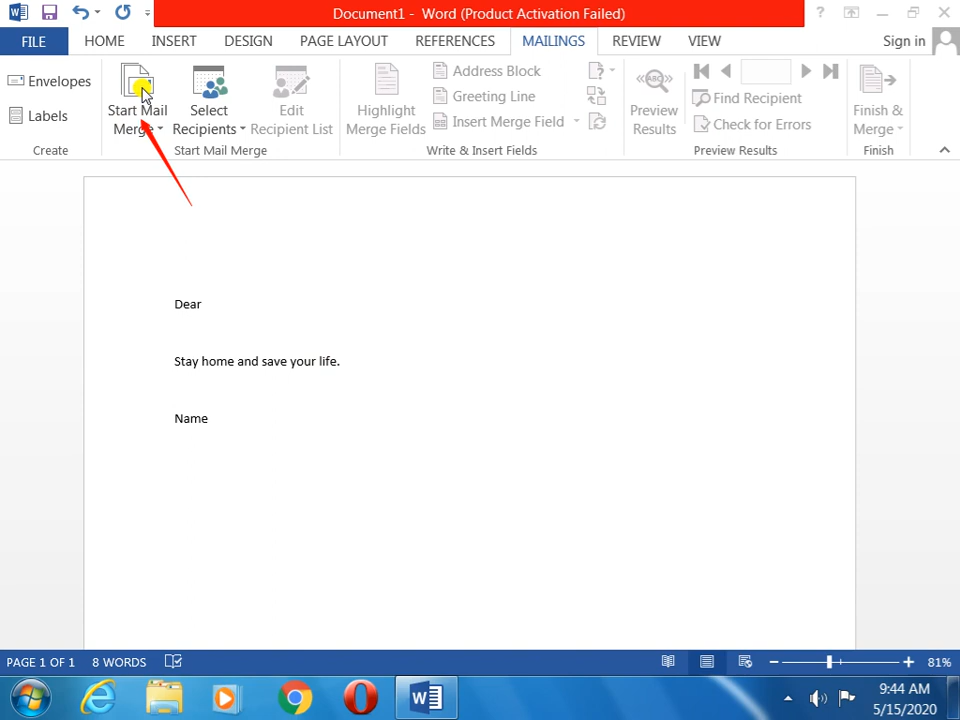 Document1 - Word (Product Activation Failed)
FILE HOME INSERT DESIGN PAGE LAYOUT REFERENCES MAILINGS REVIEW VIEW Sign in
Envelopes
Labels
Create
Start Mail
Merge
Select
Recipients
Edit
Recipient List
Start Mail Merge
Highlight
Merge Fields
Address Block
Greeting Line
Insert Merge Field
Write & Insert Fields
ABC
Preview
Results
Find Recipient
Check for Errors
Preview Results
Finish &
Merge
Finish
Dear
Stay home and save your life.
Name
PAGE 1 OF 1 8 WORDS 81%
9:44 AM
5/15/2020